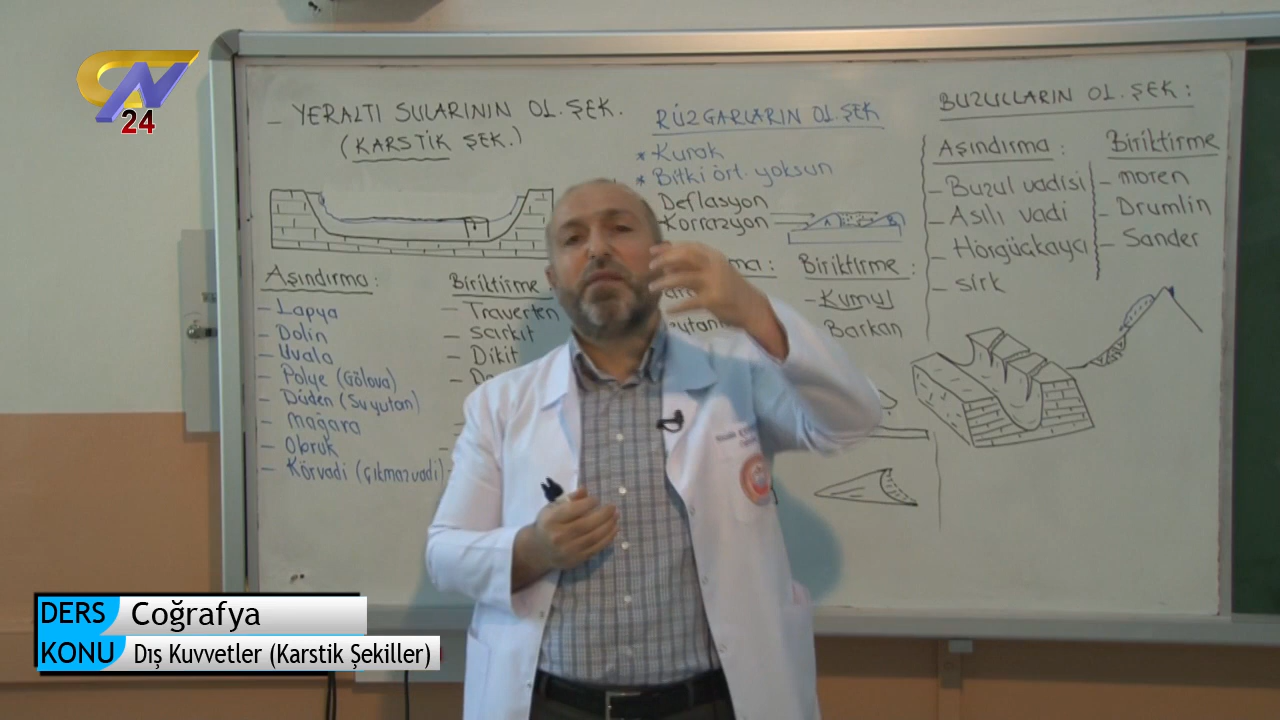 CN
24
- YERALTI SULARININ OL. ŞEK.
(KARSTİK ŞEK.)
Aşındırma :
- Lapya
- Dolin
- Uvala
- Polye (Gölova)
- Düden (Suyutan)
- Mağara
- Obruk
- Körvadi (Çıkmazvadi)
Biriktirme
- Traverten
- Sarkıt
- Dikit
RÜZGARLARIN OL. ŞEK
* Kurak
* Bitki ört. yoksun
Deflasyon
Korrazyon
Biriktirme :
- Kumul
Barkan
BUZULLARIN OL. ŞEK :
Aşındırma :
- Buzul vadisi
- Asılı vadi
- Hörgüçkayaçı
- Sirk
Biriktirme
- moren
- Drumlin
- Sander
DERS Coğrafya
KONU Dış Kuvvetler (Karstik Şekiller)